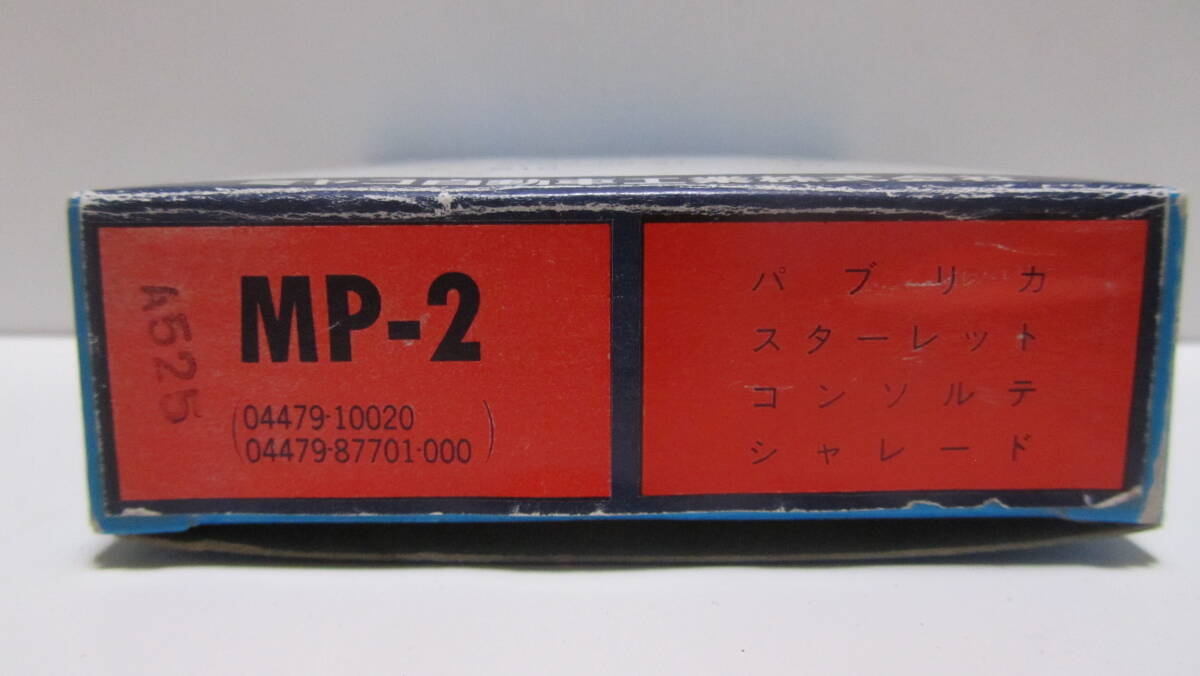 A525
MP-2
(04479-10020
04479-87701-000)
パブリカ
スターレット
コンソルテ
シャレード